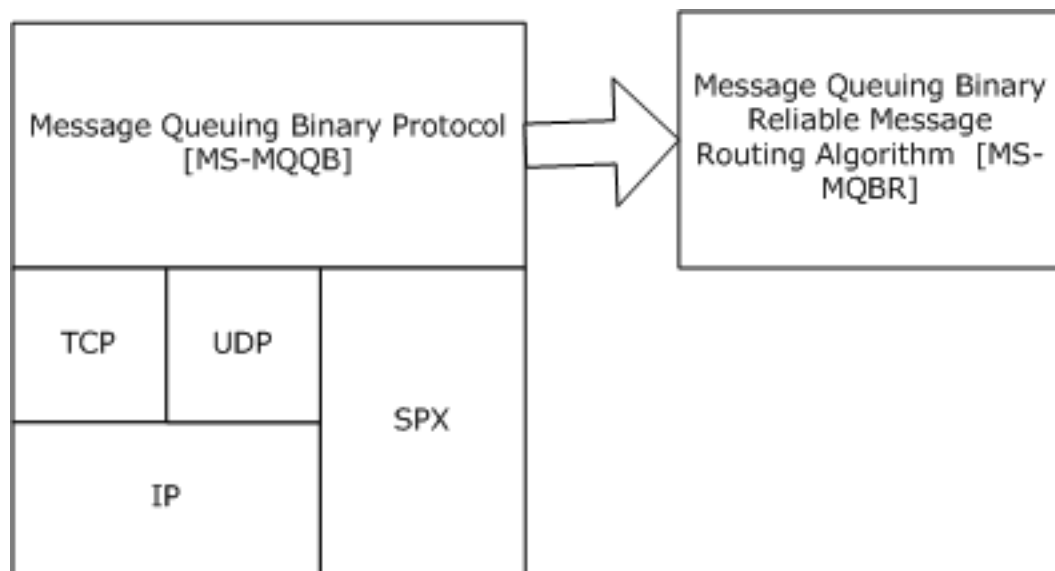 Message Queuing Binary Protocol
[MS-MQQB]
Message Queuing Binary
Reliable Message
Routing Algorithm [MS-
MQBR]
TCP
UDP
SPX
IP